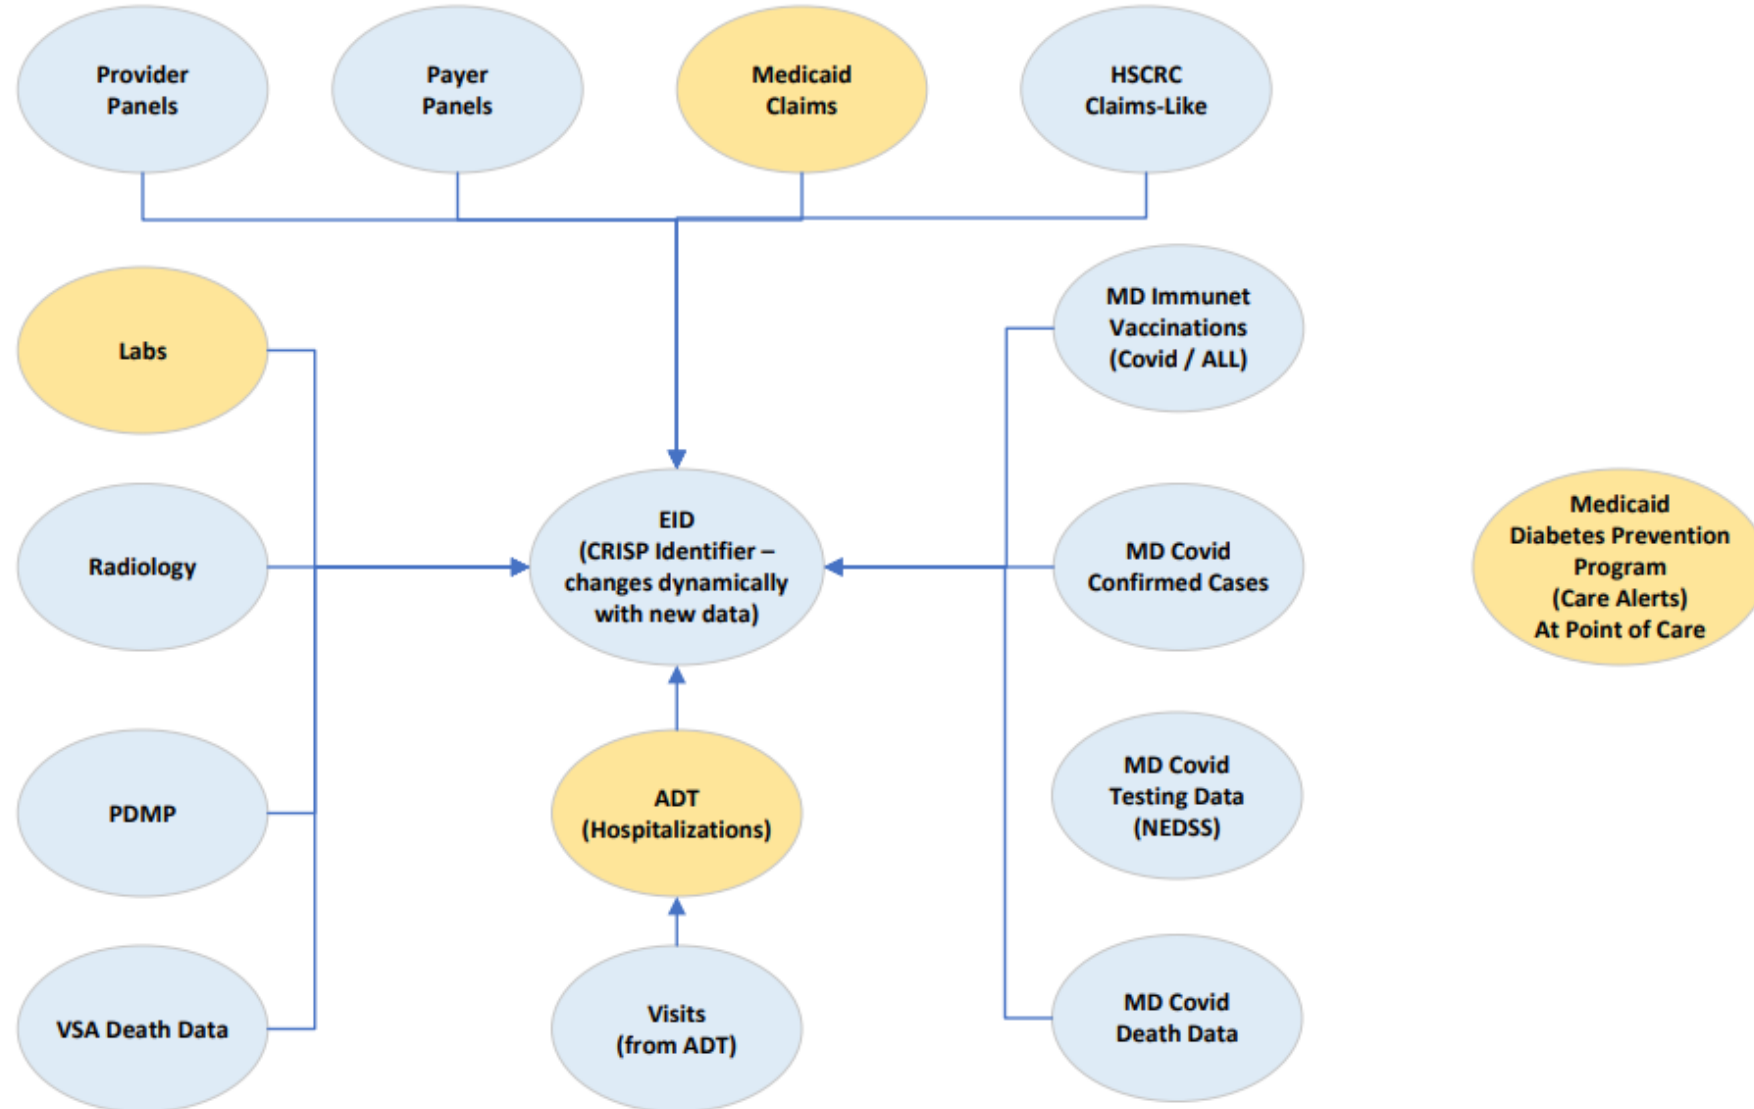 Provider
Panels
Payer
Panels
Medicaid
Claims
HSCRC
Claims-Like
Labs
MD Immunet
Vaccinations
(Covid / ALL)
Radiology
EID
(CRISP Identifier –
changes dynamically
with new data)
MD Covid
Confirmed Cases
Medicaid
Diabetes Prevention
Program
(Care Alerts)
At Point of Care
PDMP
ADT
(Hospitalizations)
MD Covid
Testing Data
(NEDSS)
VSA Death Data
Visits
(from ADT)
MD Covid
Death Data